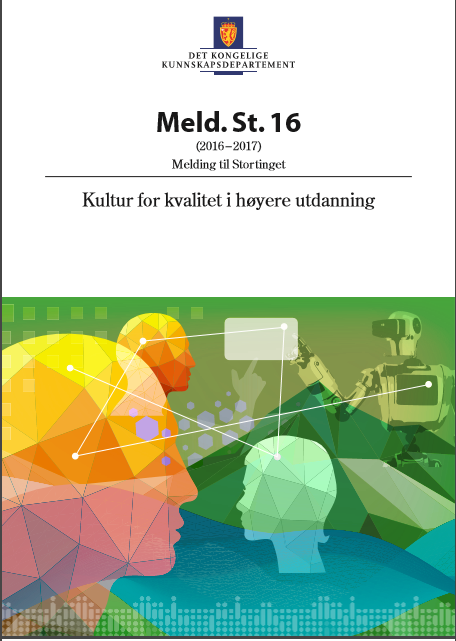 DET KONGELIGE
KUNNSKAPSDEPARTEMENT
Meld. St. 16
(2016–2017)
Melding til Stortinget
Kultur for kvalitet i høyere utdanning